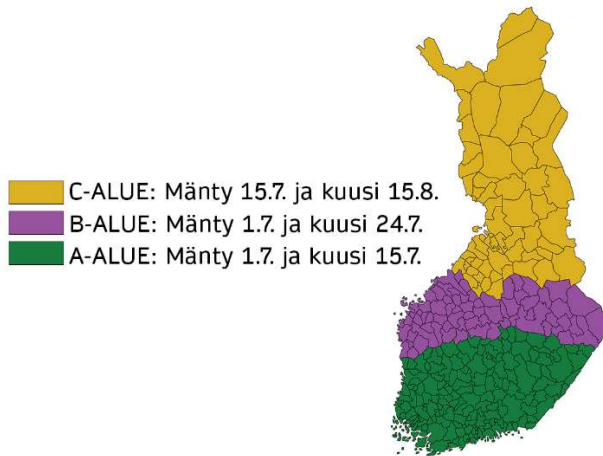 C-ALUE: Mänty 15.7. ja kuusi 15.8.
B-ALUE: Mänty 1.7. ja kuusi 24.7.
A-ALUE: Mänty 1.7. ja kuusi 15.7.